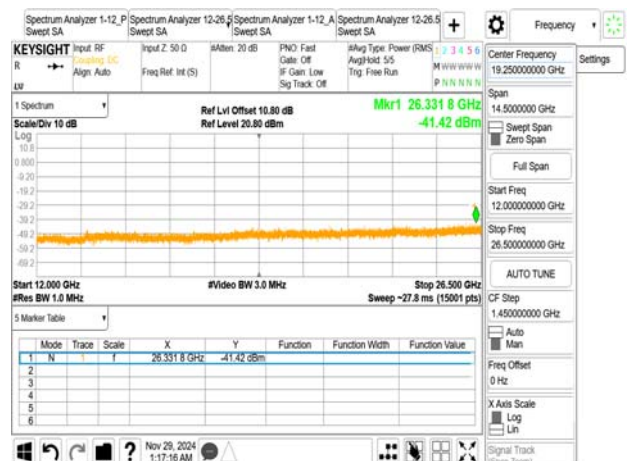 Spectrum Analyzer 1-12_P Swept SA
Spectrum Analyzer 12-26.5 Swept SA
Spectrum Analyzer 1-12_A Swept SA
Spectrum Analyzer 12-26.5 Swept SA
+
Frequency
KEYSIGHT
R
LVI
Input: RF
Coupling: DC
Align: Auto
Input Z: 50 Ω
Freq Ref: Int (S)
#Atten: 20 dB
PNO: Fast
Gate: Off
IF Gain: Low
Sig Track: Off
#Avg Type: Power (RMS
Avg|Hold: 5/5
Trig: Free Run
1 2 3 4 5 6
M W W W W W
P N N N N N
1 Spectrum
Scale/Div 10 dB
Ref Lvl Offset 10.80 dB
Ref Level 20.80 dBm
Mkr1 26.331 8 GHz
-41.42 dBm
Log
10.8
0.800
-9.20
-19.2
-29.2
-39.2
-49.2
-59.2
-69.2
Start 12.000 GHz
#Res BW 1.0 MHz
#Video BW 3.0 MHz
Stop 26.500 GHz
Sweep ~27.8 ms (15001 pts)
5 Marker Table
Mode Trace Scale X Y Function Function Width Function Value
1 N 1 f 26.331 8 GHz -41.42 dBm
2
3
4
5
6
Nov 29, 2024
1:17:16 AM
Center Frequency
19.250000000 GHz
Settings
Span
14.5000000 GHz
Swept Span
Zero Span
Full Span
Start Freq
12.000000000 GHz
Stop Freq
26.500000000 GHz
AUTO TUNE
CF Step
1.450000000 GHz
Auto
Man
Freq Offset
0 Hz
X Axis Scale
Log
Lin
Signal Track